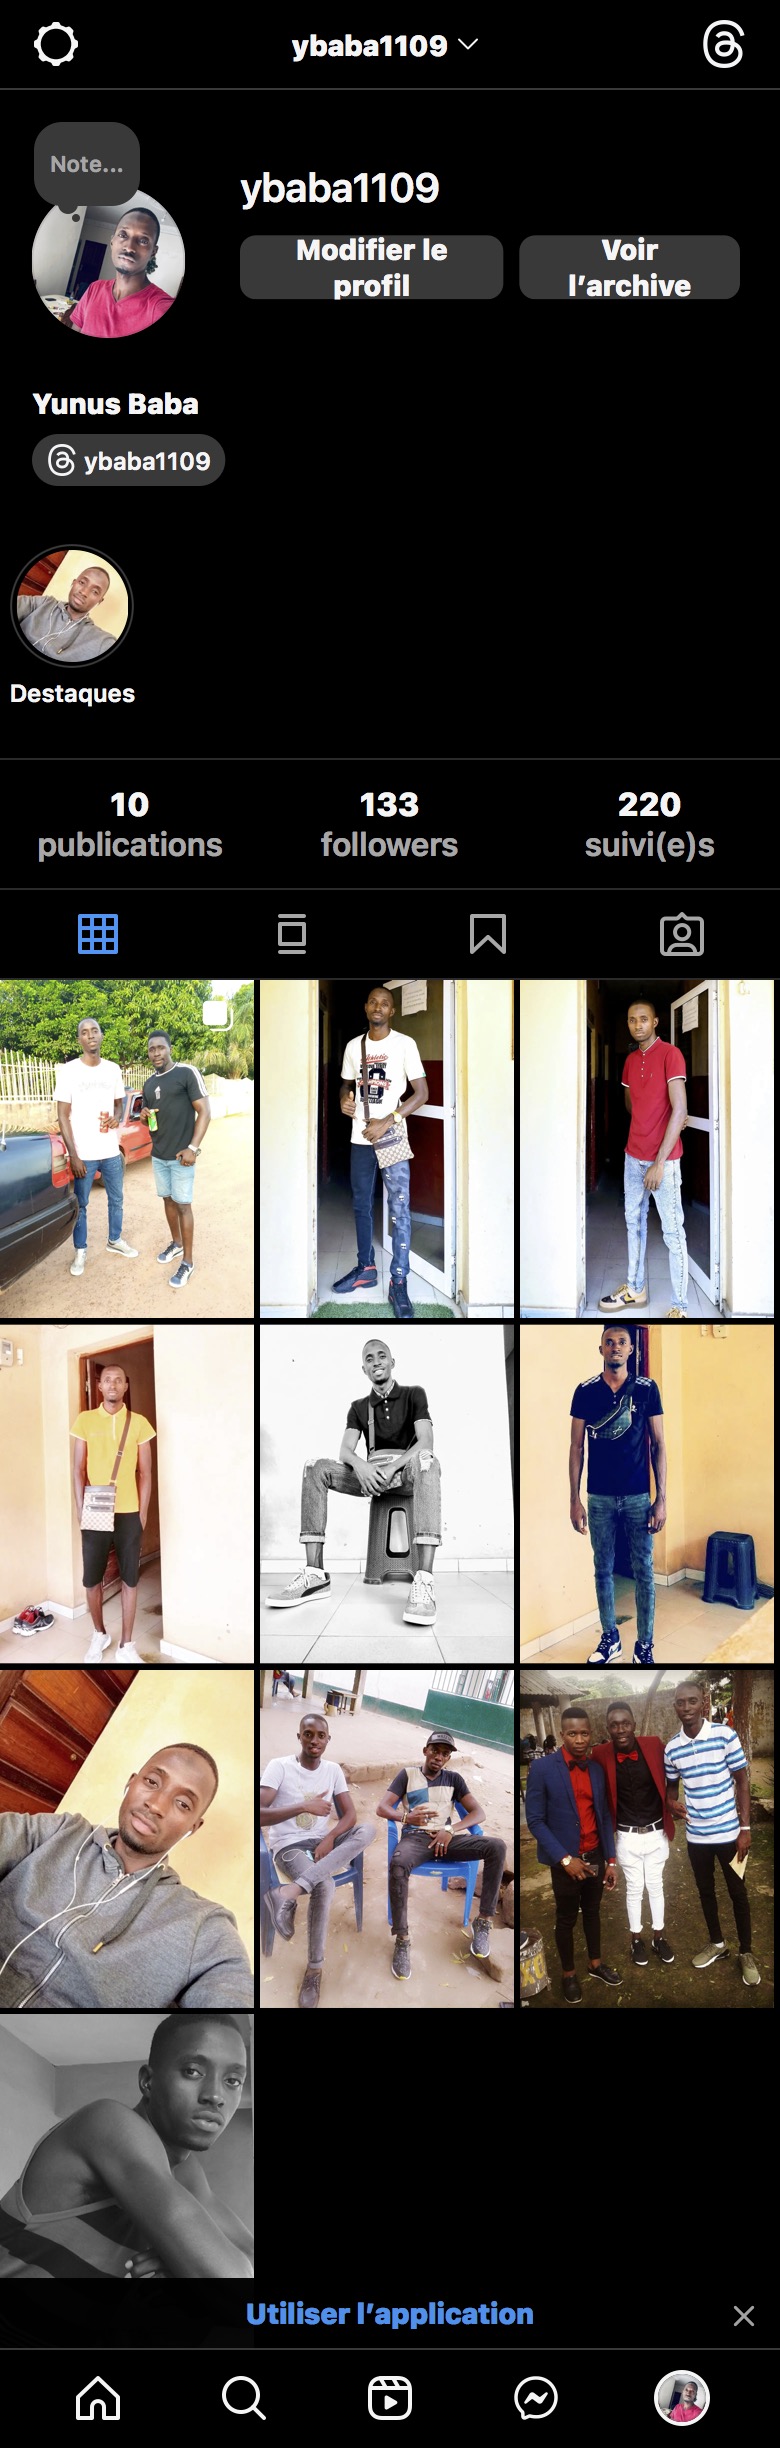 ybaba1109
Note...
ybaba1109
Modifier le
profil
Voir
l'archive
Yunus Baba
ybaba1109
Destaques
10
publications
133
followers
220
suivi(e)s
Athletic
Utiliser l'application